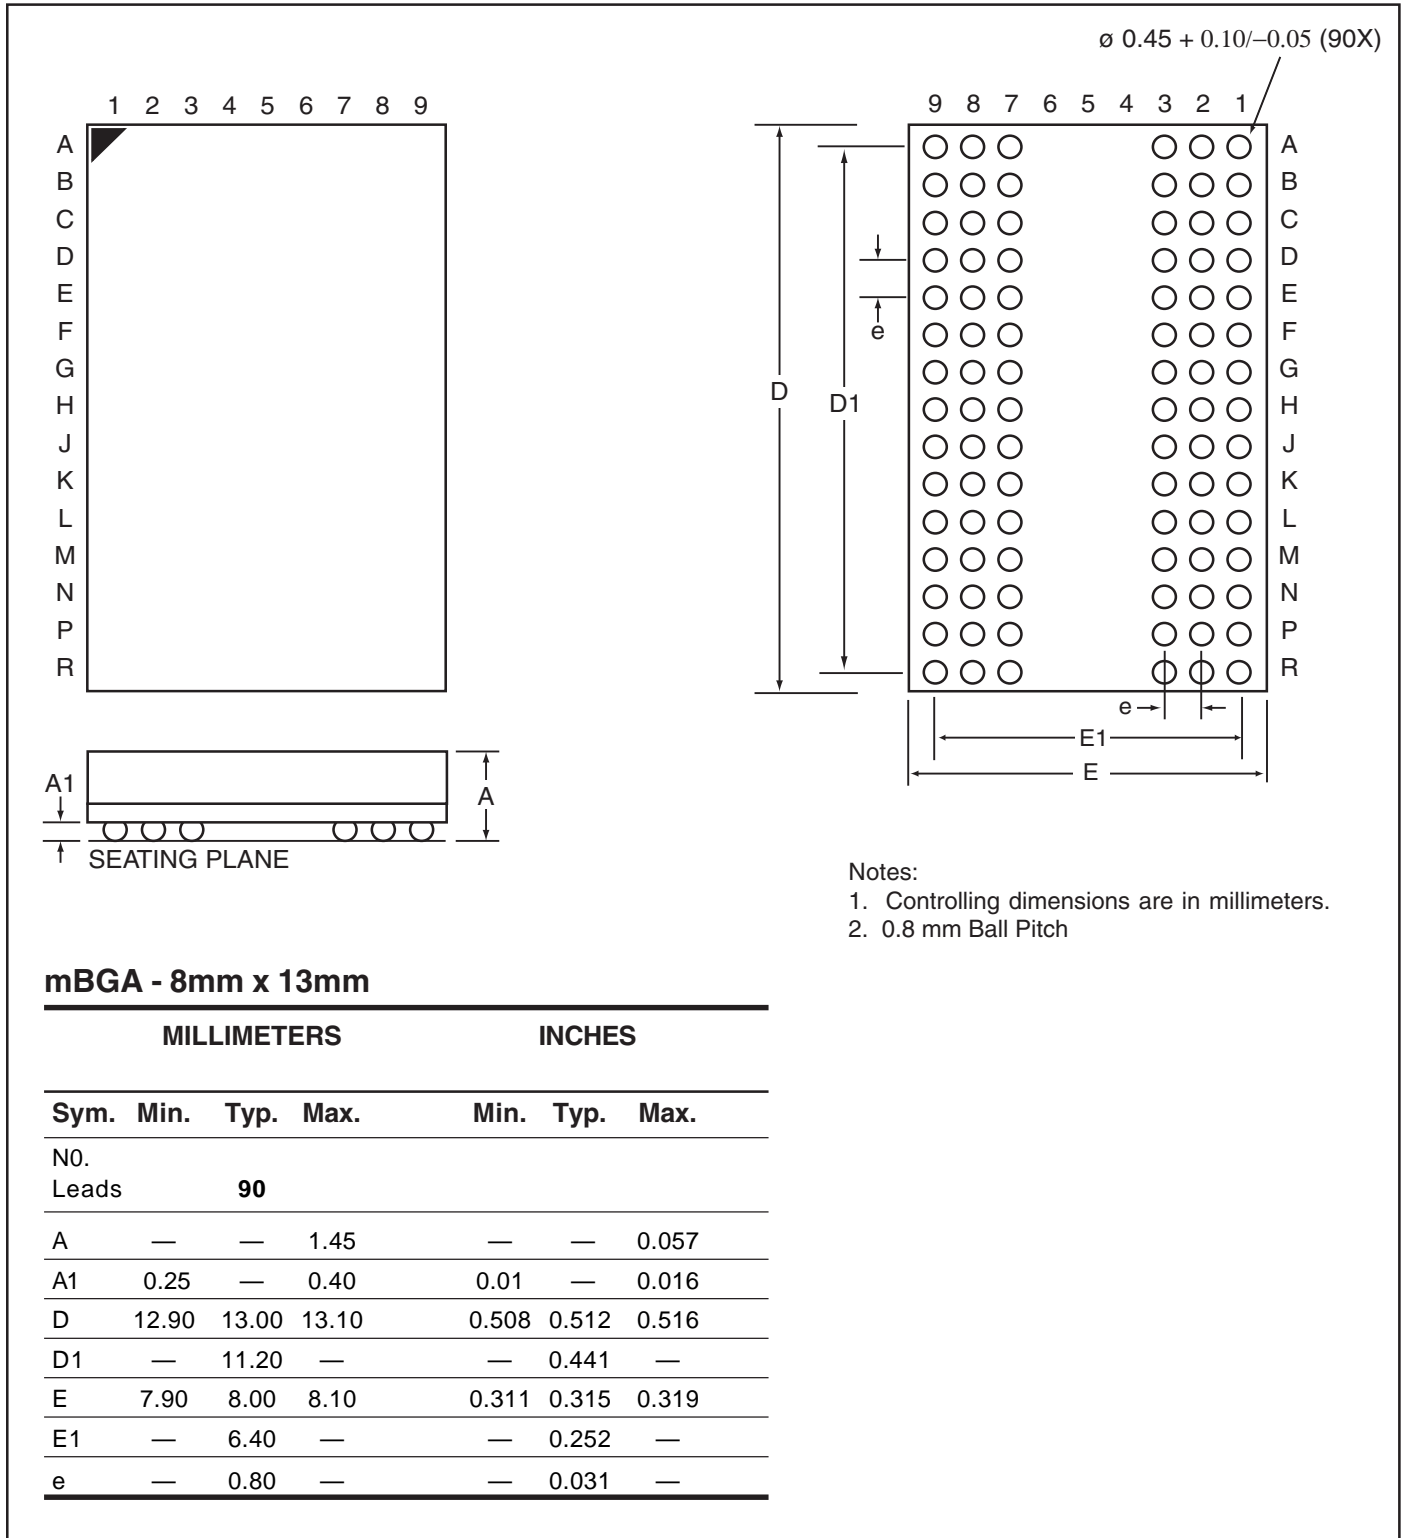 ø 0.45 + 0.10/–0.05 (90X)
1 2 3 4 5 6 7 8 9
A
B
C
D
E
F
G
H
J
K
L
M
N
P
R
9 8 7 6 5 4 3 2 1
A
B
C
D
E
F
G
H
J
K
L
M
N
P
R
e
D
D1
e
E1
E
A1
A
SEATING PLANE
Notes:
1. Controlling dimensions are in millimeters.
2. 0.8 mm Ball Pitch
mBGA - 8mm x 13mm
MILLIMETERS INCHES
Sym. Min. Typ. Max. Min. Typ. Max.
N0.
Leads 90
A — — 1.45 — — 0.057
A1 0.25 — 0.40 0.01 — 0.016
D 12.90 13.00 13.10 0.508 0.512 0.516
D1 — 11.20 — — 0.441 —
E 7.90 8.00 8.10 0.311 0.315 0.319
E1 — 6.40 — — 0.252 —
e — 0.80 — — 0.031 —